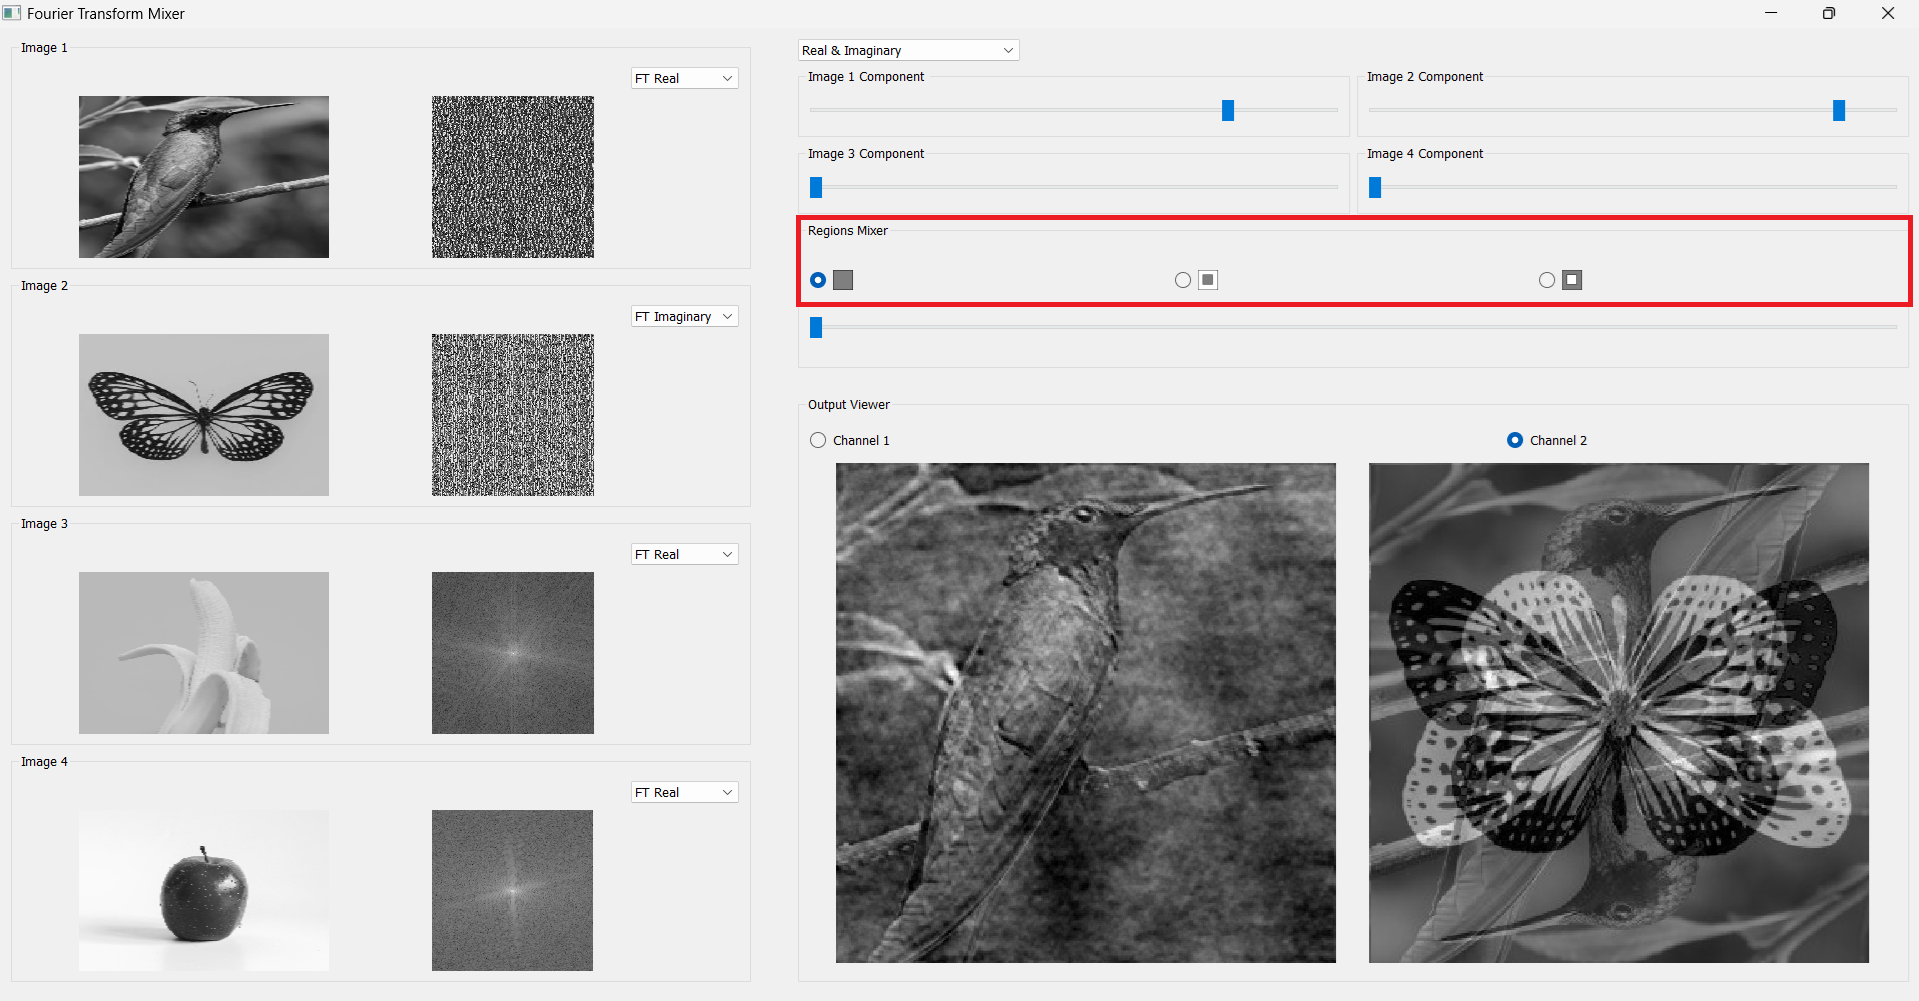 Fourier Transform Mixer
Image 1
FT Real
Image 2
FT Imaginary
Image 3
FT Real
Image 4
FT Real
Real & Imaginary
Image 1 Component
Image 2 Component
Image 3 Component
Image 4 Component
Regions Mixer
Output Viewer
Channel 1
Channel 2